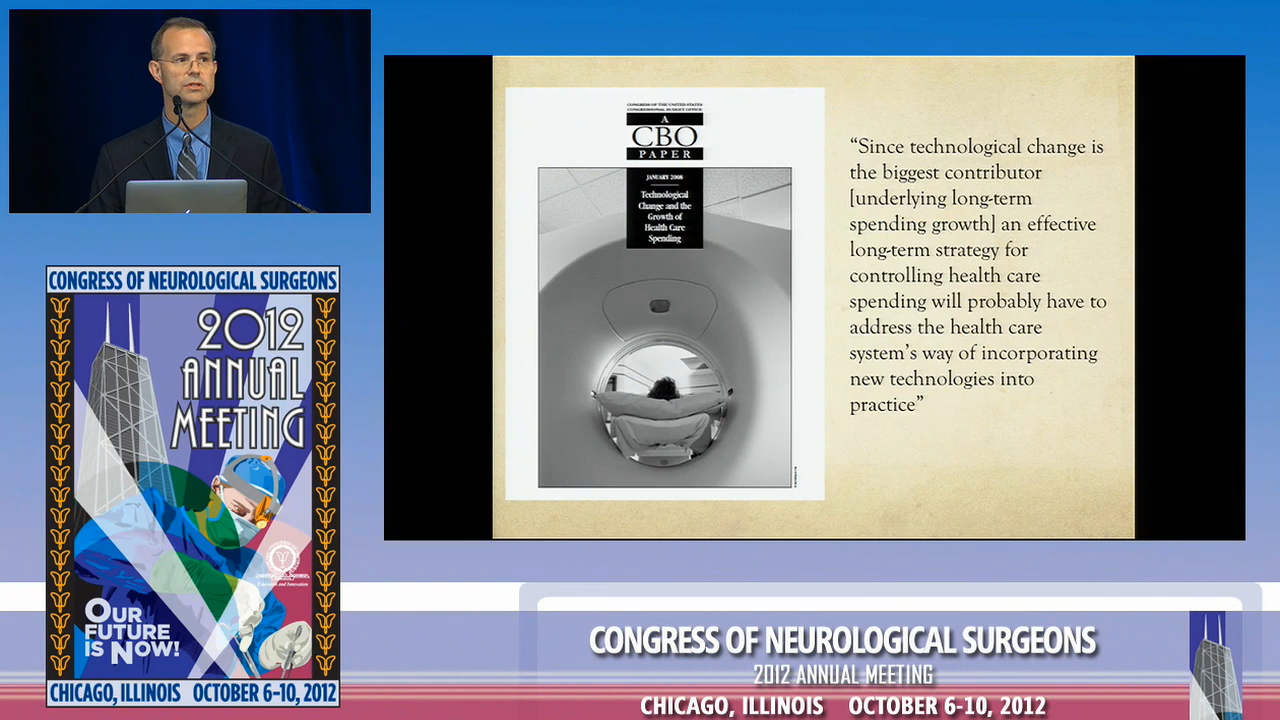 CONGRESS OF THE UNITED STATES
CONGRESSIONAL BUDGET OFFICE
A
CBO
PAPER
JANUARY 2008
Technological
Change and the
Growth of
Health Care
Spending
“Since technological change is
the biggest contributor
[underlying long-term
spending growth] an effective
long-term strategy for
controlling health care
spending will probably have to
address the health care
system’s way of incorporating
new technologies into
practice”
CONGRESS OF NEUROLOGICAL SURGEONS
2012
ANNUAL
MEETING
Education and Innovation
OUR
FUTURE
IS NOW!
CHICAGO, ILLINOIS OCTOBER 6-10, 2012
CONGRESS OF NEUROLOGICAL SURGEONS
2012 ANNUAL MEETING
CHICAGO, ILLINOIS OCTOBER 6-10, 2012